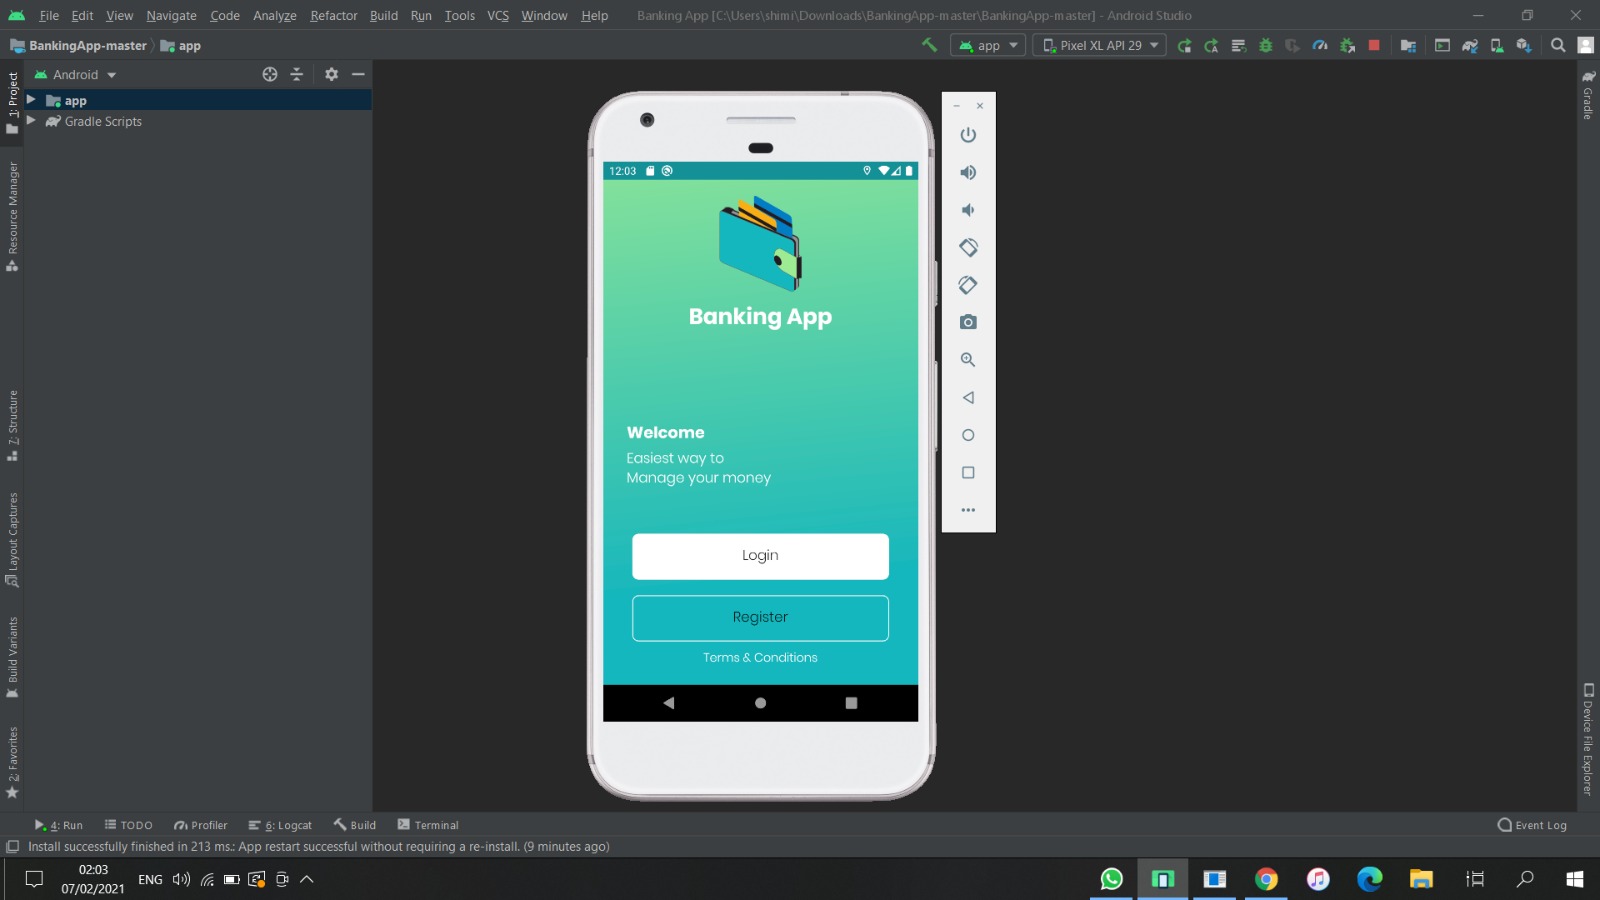 File Edit View Navigate Code Analyze Refactor Build Run Tools VCS Window Help Banking App [C:\Users\shimi\Downloads\BankingApp-master\BankingApp-master] - Android Studio
BankingApp-master app
app Pixel XL API 29
Android
app
Gradle Scripts
1: Project
Resource Manager
7: Structure
Layout Captures
Build Variants
2: Favorites
12:03
Banking App
Welcome
Easiest way to
Manage your money
Login
Register
Terms & Conditions
Gradle
Device File Explorer
4: Run TODO Profiler 6: Logcat Build Terminal Event Log
Install successfully finished in 213 ms.: App restart successful without requiring a re-install. (9 minutes ago)
02:03
07/02/2021
ENG